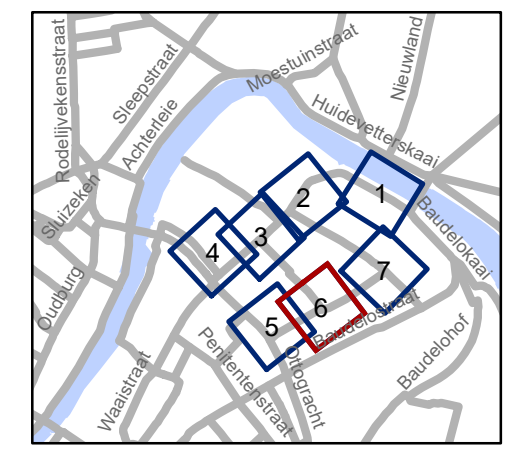 Rodelijvekensstraat
Sleepstraat
Moestuinstraat
Nieuwland
Achterleie
Huidevetterskaai
Sluizeken
Baudelokaai
Oudburg
Baudelostraat
Waaistraat
Penitentenstraat
Ottogracht
Baudelohof
1
2
3
4
5
6
7